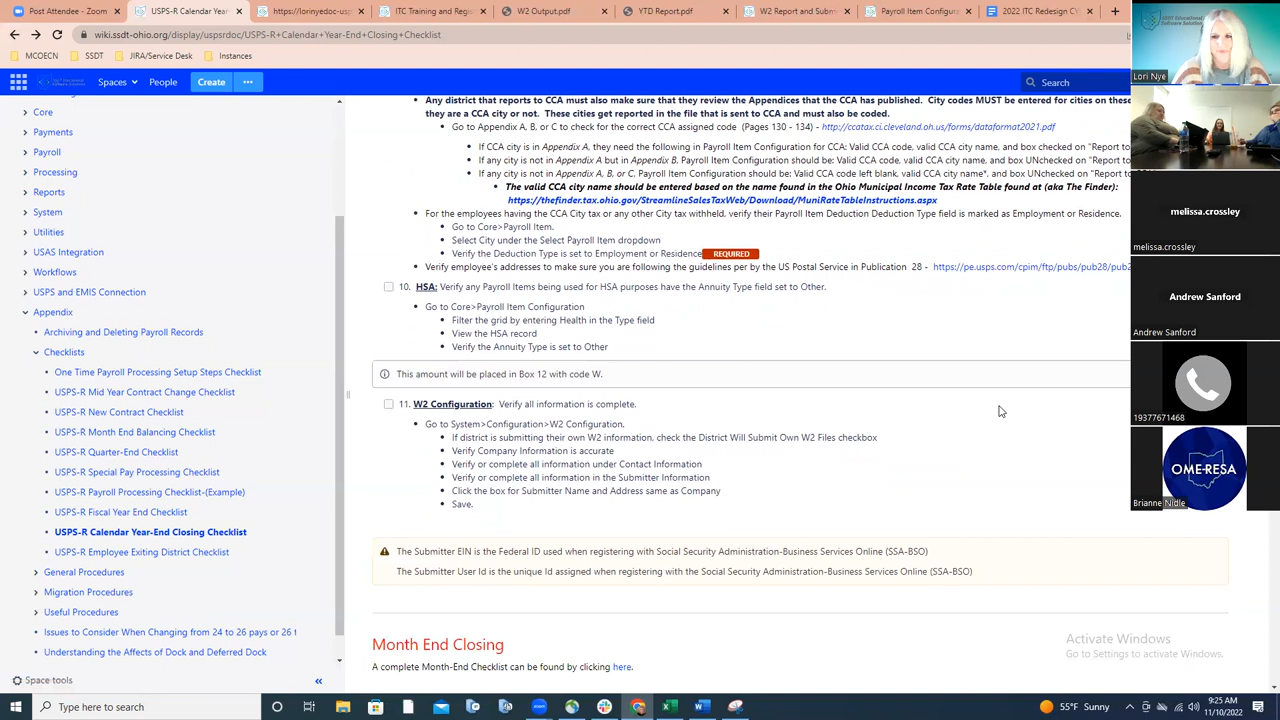 Post Attendees - Zoom
USPS-R Calendar Ye
https://lorinyedoc-us
ITC Training and Reg
W2 Output.pdf
YTD Report.pdf
W2 Report and Subm
Payroll Item Configur
2022 ITC Redesign C
wiki.ssdt-ohio.org/display/uspsrdoc/USPS-R+Calendar+Year-End+Closing+Checklist
MCOECN SSDT JIRA/Service Desk Instances
Spaces People Create ••• Search
Core
Payments
Payroll
Processing
Reports
System
Utilities
USAS Integration
Workflows
USPS and EMIS Connection
Appendix
Archiving and Deleting Payroll Records
Checklists
One Time Payroll Processing Setup Steps Checklist
USPS-R Mid Year Contract Change Checklist
USPS-R New Contract Checklist
USPS-R Month End Balancing Checklist
USPS-R Quarter-End Checklist
USPS-R Special Pay Processing Checklist
USPS-R Payroll Processing Checklist-(Example)
USPS-R Fiscal Year End Checklist
USPS-R Calendar Year-End Closing Checklist
USPS-R Employee Exiting District Checklist
General Procedures
Migration Procedures
Useful Procedures
Issues to Consider When Changing from 24 to 26 pays or 26 t
Understanding the Affects of Dock and Deferred Dock
Space tools «
Any district that reports to CCA must also make sure that they review the Appendices that the CCA has published. City codes MUST be entered for cities on these
they are a CCA city or not. These cities get reported in the file that is sent to CCA and must also be coded.
Go to Appendix A, B, or C to check for the correct CCA assigned code (Pages 130 - 134) - http://ccatax.ci.cleveland.oh.us/forms/dataformat2021.pdf
If CCA city is in Appendix A, they need the following in Payroll Item Configuration for CCA: Valid CCA code, valid CCA city name, and box checked on "Report to
If any city is not in Appendix A but in Appendix B, Payroll Item Configuration should be: Valid CCA code, valid CCA city name, and box UNchecked on "Report to
If any city is not in Appendix A, B, or C, Payroll Item Configuration should be: Valid CCA code left blank, valid CCA city name*, and box UNchecked on "Report to
The valid CCA city name should be entered based on the name found in the Ohio Municipal Income Tax Rate Table found at (aka The Finder):
https://thefinder.tax.ohio.gov/StreamlineSalesTaxWeb/Download/MuniRateTableInstructions.aspx
For the employees having the CCA City tax or any other City tax withheld, verify their Payroll Item Deduction Deduction Type field is marked as Employment or Residence.
Go to Core>Payroll Item.
Select City under the Select Payroll Item dropdown
Verify the Deduction Type is set to Employment or Residence REQUIRED
Verify employee's addresses to make sure you are following the guidelines per by the US Postal Service in Publication 28 - https://pe.usps.com/cpim/ftp/pubs/pub28/pub2
10. HSA: Verify any Payroll Items being used for HSA purposes have the Annuity Type field set to Other.
Go to Core>Payroll Item Configuration
Filter the grid by entering Health in the Type field
View the HSA record
Verify the Annuity Type is set to Other
This amount will be placed in Box 12 with code W.
11. W2 Configuration: Verify all information is complete.
Go to System>Configuration>W2 Configuration.
If district is submitting their own W2 information, check the District Will Submit Own W2 Files checkbox
Verify Company Information is accurate
Verify or complete all information under Contact Information
Verify or complete all information in the Submitter Information
Click the box for Submitter Name and Address same as Company
Save.
The Submitter EIN is the Federal ID used when registering with Social Security Administration-Business Services Online (SSA-BSO)
The Submitter User Id is the unique Id assigned when registering with the Social Security Administration-Business Services Online (SSA-BSO)
Month End Closing
A complete Month-End Checklist can be found by clicking here.
Activate Windows
Go to Settings to activate Windows.
Lori Nye
melissa.crossley
melissa.crossley
Andrew Sanford
Andrew Sanford
19377671468
OME-RESA
Brianne Nidle
Type here to search
55°F Sunny
9:25 AM
11/10/2022